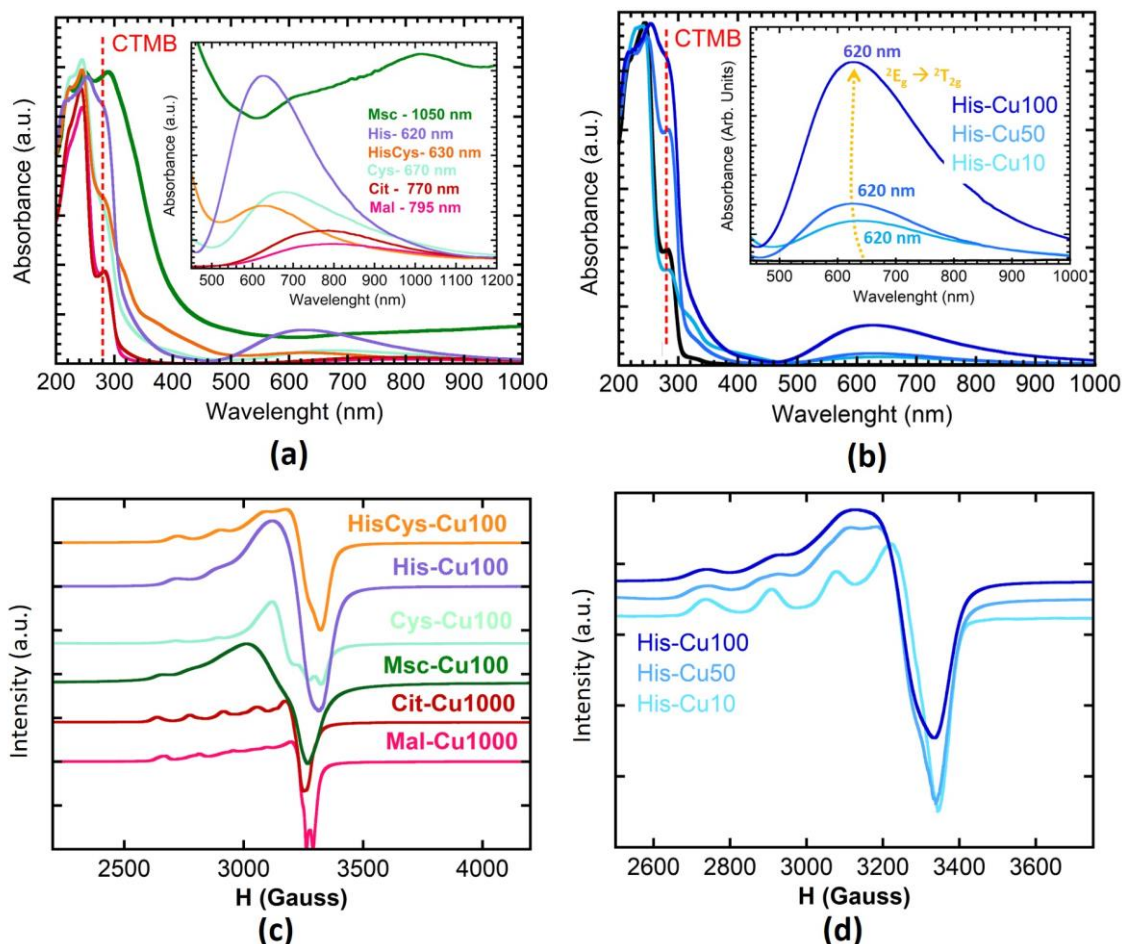 CTMB
Absorbance (a.u.)
Absorbance (a.u.)
Msc - 1050 nm
His- 620 nm
HisCys- 630 nm
Cys- 670 nm
Cit - 770 nm
Mal - 795 nm
500 600 700 800 900 1000 1100 1200
Wavelenght (nm)
200 300 400 500 600 700 800 900 1000
Wavelenght (nm)
(a)
CTMB
Absorbance (a.u.)
Absorbance (Arb. Units)
620 nm
²Eg → ²T2g
His-Cu100
His-Cu50
His-Cu10
620 nm
620 nm
500 600 700 800 900 1000
Wavelenght (nm)
200 300 400 500 600 700 800 900 1000
Wavelenght (nm)
(b)
Intensity (a.u.)
HisCys-Cu100
His-Cu100
Cys-Cu100
Msc-Cu100
Cit-Cu1000
Mal-Cu1000
2500 3000 3500 4000
H (Gauss)
(c)
Intensity (a.u.)
His-Cu100
His-Cu50
His-Cu10
2600 2800 3000 3200 3400 3600
H (Gauss)
(d)